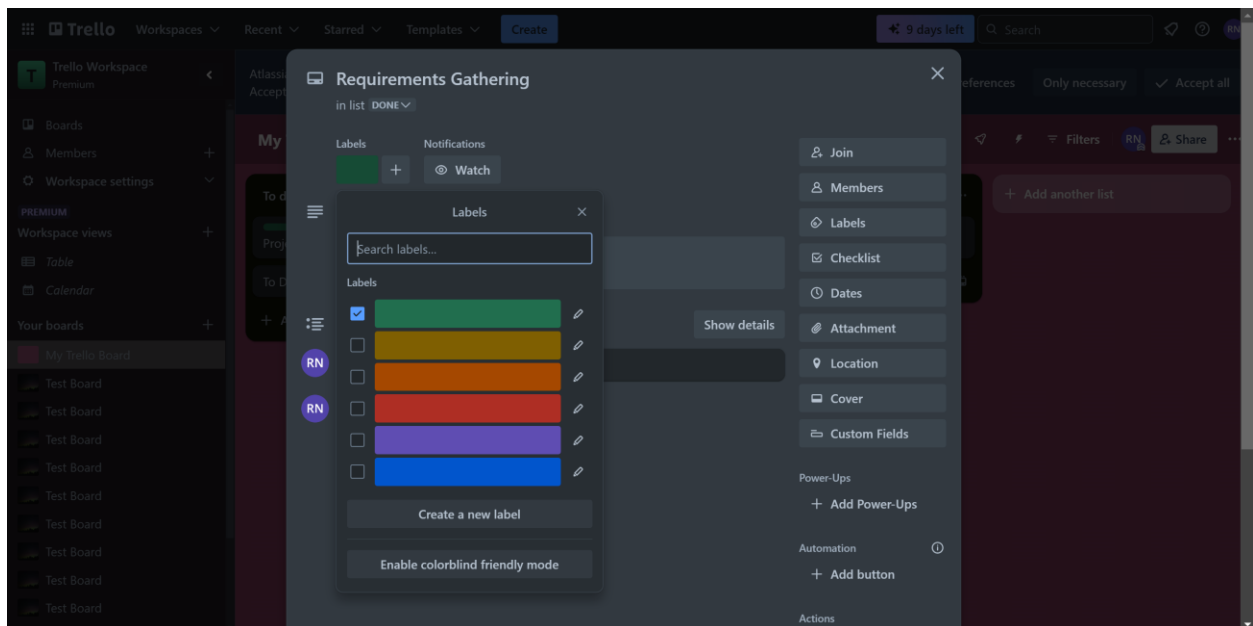 Trello
Workspaces
Recent
Starred
Templates
Create
9 days left
Search
RN
T
Trello Workspace
Premium
Boards
Members
Workspace settings
PREMIUM
Workspace views
Table
Calendar
Your boards
My Trello Board
Test Board
Test Board
Test Board
Test Board
Test Board
Test Board
Test Board
Test Board
Test Board
Accept
Only necessary
Accept all
My
Filters
RN
Share
To d
Proj
To D
Add another list
Requirements Gathering
in list DONE
Labels
Notifications
Watch
Labels
Search labels...
Labels
Create a new label
Enable colorblind friendly mode
Show details
RN
RN
Join
Members
Labels
Checklist
Dates
Attachment
Location
Cover
Custom Fields
Power-Ups
Add Power-Ups
Automation
Add button
Actions